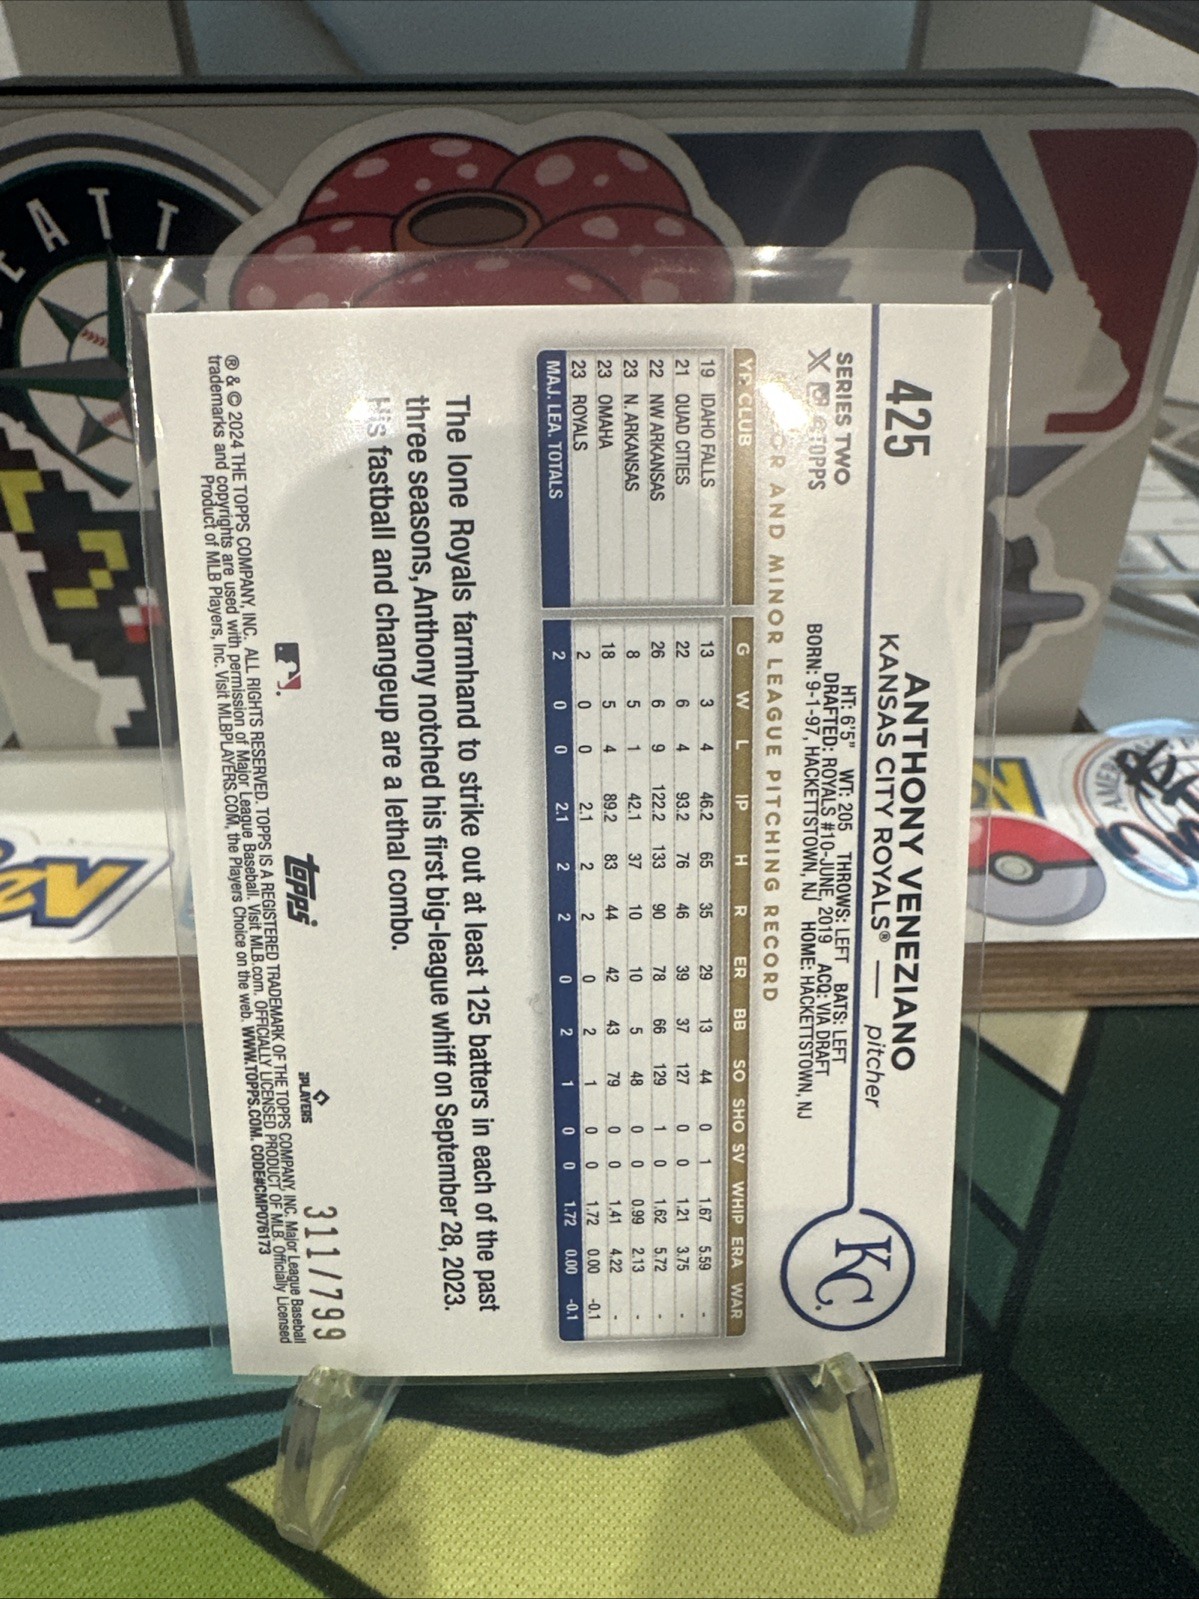 425
ANTHONY VENEZIANO
KANSAS CITY ROYALS® — pitcher
KC
SERIES TWO
HT: 6'5" WT: 205 THROWS: LEFT BATS: LEFT
DRAFTED: ROYALS #10-JUNE, 2019 ACQ: VIA DRAFT
BORN: 9-1-97, HACKETTSTOWN, NJ HOME: HACKETTSTOWN, NJ
AND MINOR LEAGUE PITCHING RECORD
YR CLUB G W L IP H R ER BB SO SHO SV WHIP ERA WAR
19 IDAHO FALLS 13 3 4 46.2 65 35 29 13 44 0 1 1.67 5.59 -
21 QUAD CITIES 22 6 4 93.2 76 46 39 37 127 0 0 1.21 3.75 -
22 NW ARKANSAS 26 6 9 122.2 133 90 78 66 129 1 0 1.62 5.72 -
23 N. ARKANSAS 8 5 1 42.1 37 10 10 5 48 0 0 0.99 2.13 -
23 OMAHA 18 5 4 89.2 83 44 42 43 79 0 0 1.41 4.22 -
23 ROYALS 2 0 0 2.1 2 2 0 2 1 0 0 1.72 0.00 -0.1
MAJ. LEA. TOTALS 2 0 0 2.1 2 2 0 2 1 0 0 1.72 0.00 -0.1
The lone Royals farmhand to strike out at least 125 batters in each of the past
three seasons, Anthony notched his first big-league whiff on September 28, 2023.
His fastball and changeup are a lethal combo.
topps
PLAYERS
311/799
® & © 2024 THE TOPPS COMPANY, INC. ALL RIGHTS RESERVED. TOPPS IS A REGISTERED TRADEMARK OF THE TOPPS COMPANY, INC. Major League Baseball
trademarks and copyrights are used with permission of Major League Baseball. Visit MLB.com. OFFICIALLY LICENSED PRODUCT OF MLB. Officially Licensed
Product of MLB Players, Inc. Visit MLBPLAYERS.COM, the Players Choice on the web. WWW.TOPPS.COM. CODE#CMP076173